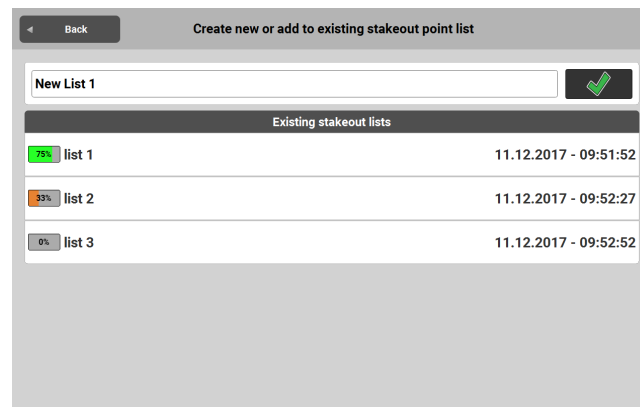 Back
Create new or add to existing stakeout point list
New List 1
Existing stakeout lists
75% list 1 11.12.2017 - 09:51:52
33% list 2 11.12.2017 - 09:52:27
0% list 3 11.12.2017 - 09:52:52